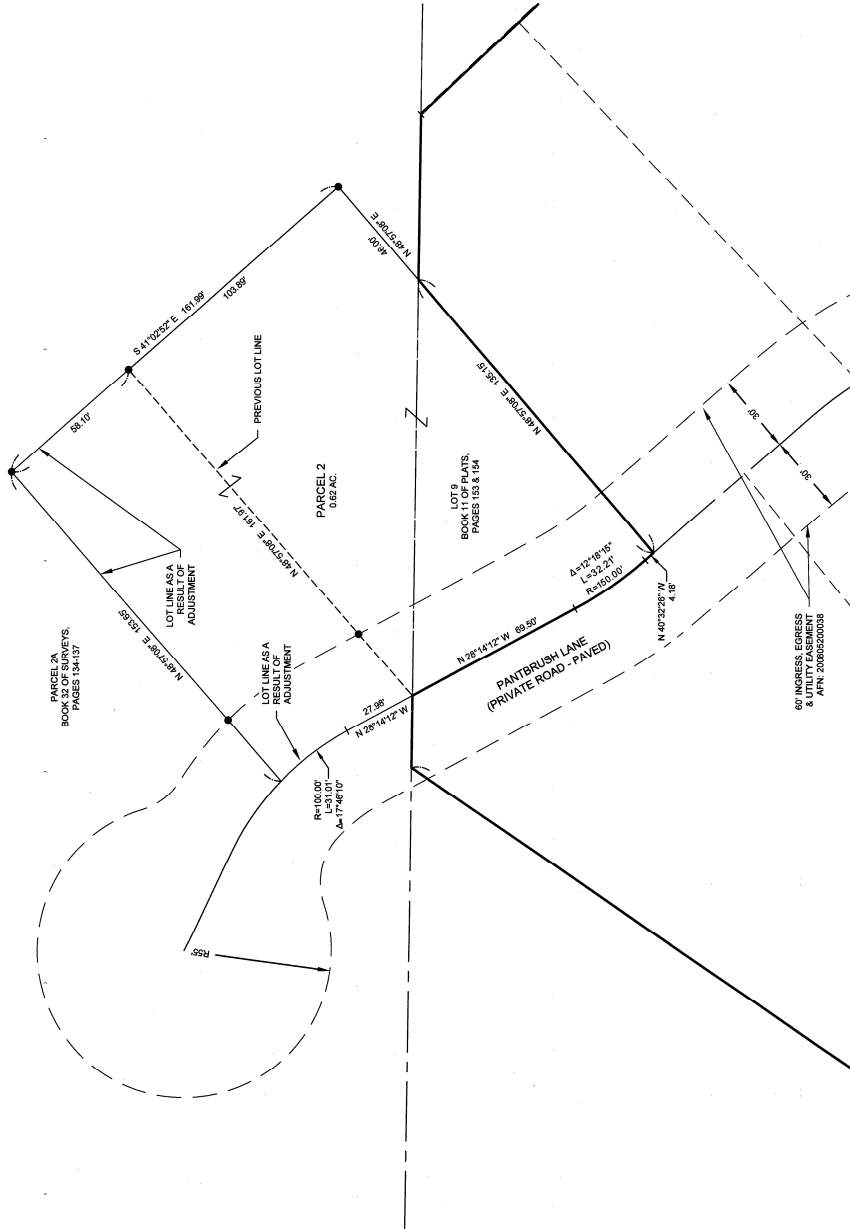 PARCEL 2A
BOOK 32 OF SURVEYS,
PAGES 134-137
N 48°57'08" E 153.65'
LOT LINE AS A
RESULT OF
ADJUSTMENT
58.10'
S 41°02'52" E 161.99'
103.89'
PREVIOUS LOT LINE
N 48°57'08" E 161.97'
PARCEL 2
0.62 AC.
N 48°57'08" E
46.00'
LOT LINE AS A
RESULT OF
ADJUSTMENT
R=100.00'
L=31.01'
Δ=17°46'10"
27.98'
N 28°14'12" W
R55'
LOT 9
BOOK 11 OF PLATS,
PAGES 153 & 154
N 48°57'08" E 135.15'
N 28°14'12" W 69.50'
PANTBRUSH LANE
(PRIVATE ROAD - PAVED)
Δ=12°18'15"
L=32.21'
R=150.00'
N 40°32'26" W
4.18'
30'
30'
60' INGRESS, EGRESS
& UTILITY EASEMENT
AFN: 200805200038